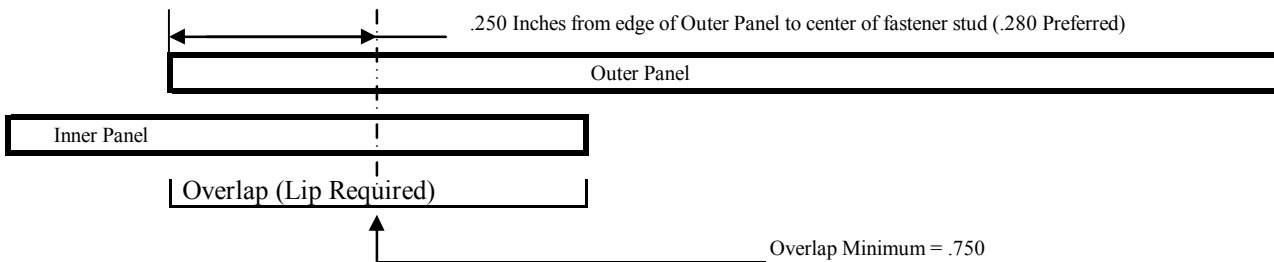 .250 Inches from edge of Outer Panel to center of fastener stud (.280 Preferred)
Outer Panel
Inner Panel
Overlap (Lip Required)
Overlap Minimum = .750